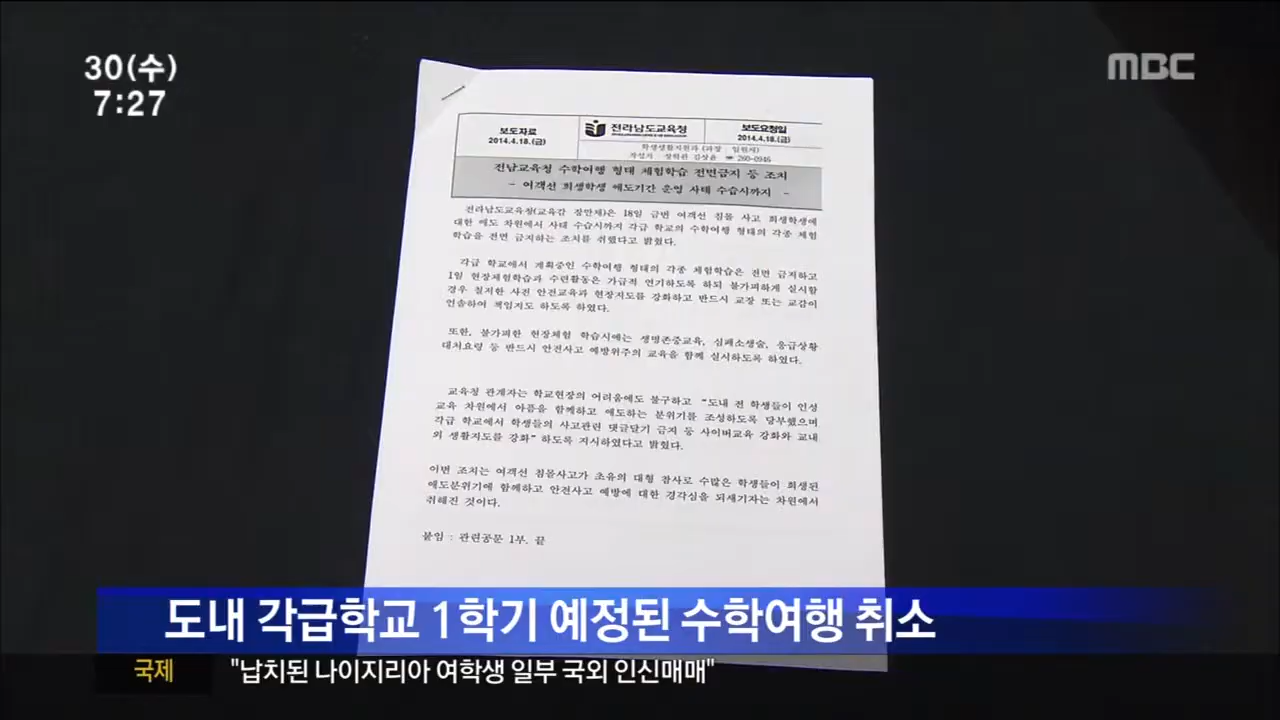 30(수)
7:27
MBC
보도자료
2014.4.18.(금)
전라남도교육청
보도요청일
2014.4.18.(금)
학생생활지원과 (과장 임원재)
작성자 장학관 김상윤 ☎ 260-0946
전남교육청 수학여행 형태 체험학습 전면금지 등 조치
- 여객선 희생학생 애도기간 운영 사태 수습시까지 -
전라남도교육청(교육감 장만채)은 18일 금번 여객선 침몰 사고 희생학생에
대한 애도 차원에서 사태 수습시까지 각급 학교의 수학여행 형태의 각종 체험
학습을 전면 금지하는 조치를 취했다고 밝혔다.
각급 학교에서 계획중인 수학여행 형태의 각종 체험학습은 전면 금지하고
1일 현장체험학습과 수련활동은 가급적 연기하도록 하되 불가피하게 실시할
경우 철저한 사전 안전교육과 현장지도를 강화하고 반드시 교장 또는 교감이
인솔하여 책임지도 하도록 하였다.
또한, 불가피한 현장체험 학습시에는 생명존중교육, 심폐소생술, 응급상황
대처요령 등 반드시 안전사고 예방위주의 교육을 함께 실시하도록 하였다.
교육청 관계자는 학교현장의 어려움에도 불구하고 "도내 전 학생들이 인성
교육 차원에서 아픔을 함께하고 애도하는 분위기를 조성하도록 당부했으며
각급 학교에서 학생들의 사고관련 댓글달기 금지 등 사이버교육 강화와 교내
외 생활지도를 강화" 하도록 지시하였다고 밝혔다.
이번 조치는 여객선 침몰사고가 초유의 대형 참사로 수많은 학생들이 희생된
애도분위기에 함께하고 안전사고 예방에 대한 경각심을 되새기자는 차원에서
취해진 것이다.
붙임 : 관련공문 1부. 끝
도내 각급학교 1학기 예정된 수학여행 취소
국제 "납치된 나이지리아 여학생 일부 국외 인신매매"